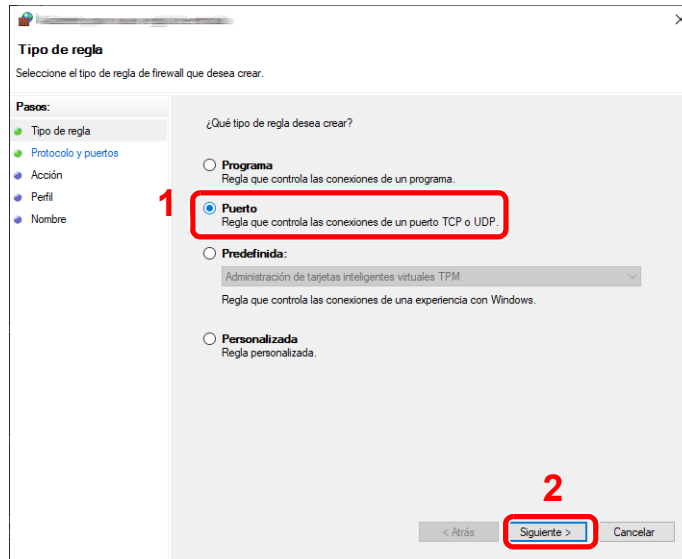 Tipo de regla
Seleccione el tipo de regla de firewall que desea crear.
Pasos:
Tipo de regla
Protocolo y puertos
Acción
Perfil
Nombre
¿Qué tipo de regla desea crear?
Programa
Regla que controla las conexiones de un programa.
1
Puerto
Regla que controla las conexiones de un puerto TCP o UDP.
Predefinida:
Administración de tarjetas inteligentes virtuales TPM
Regla que controla las conexiones de una experiencia con Windows.
Personalizada
Regla personalizada.
2
< Atrás
Siguiente >
Cancelar